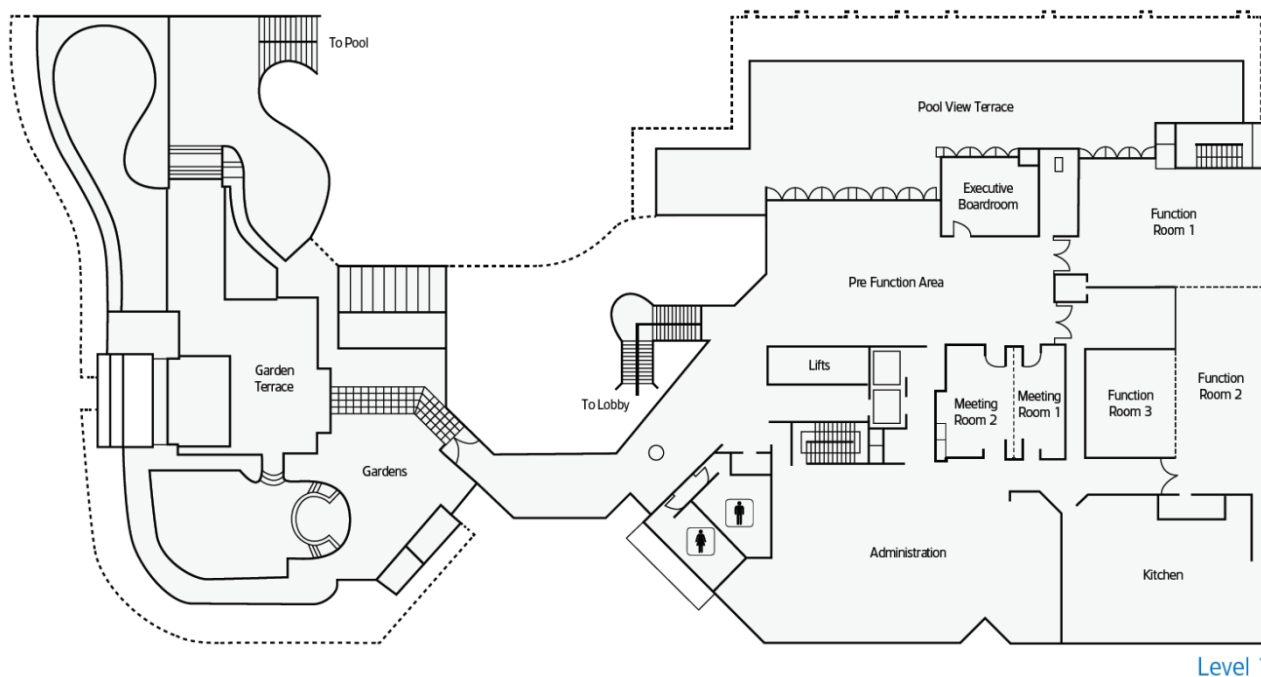 To Pool
Pool View Terrace
Executive
Boardroom
Function
Room 1
Pre Function Area
Garden
Terrace
Lifts
To Lobby
Meeting
Room 2
Meeting
Room 1
Function
Room 3
Function
Room 2
Gardens
Administration
Kitchen
Level